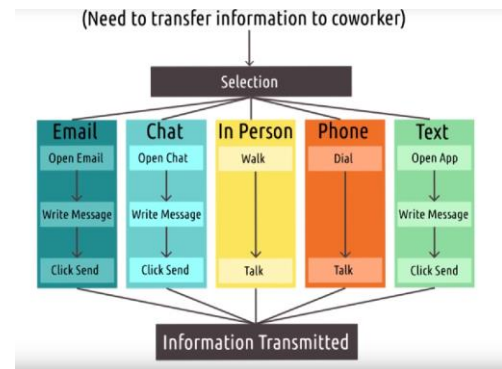 (Need to transfer information to coworker)
Selection
Email
Open Email
Write Message
Click Send
Chat
Open Chat
Write Message
Click Send
In Person
Walk
Talk
Phone
Dial
Talk
Text
Open App
Write Message
Click Send
Information Transmitted